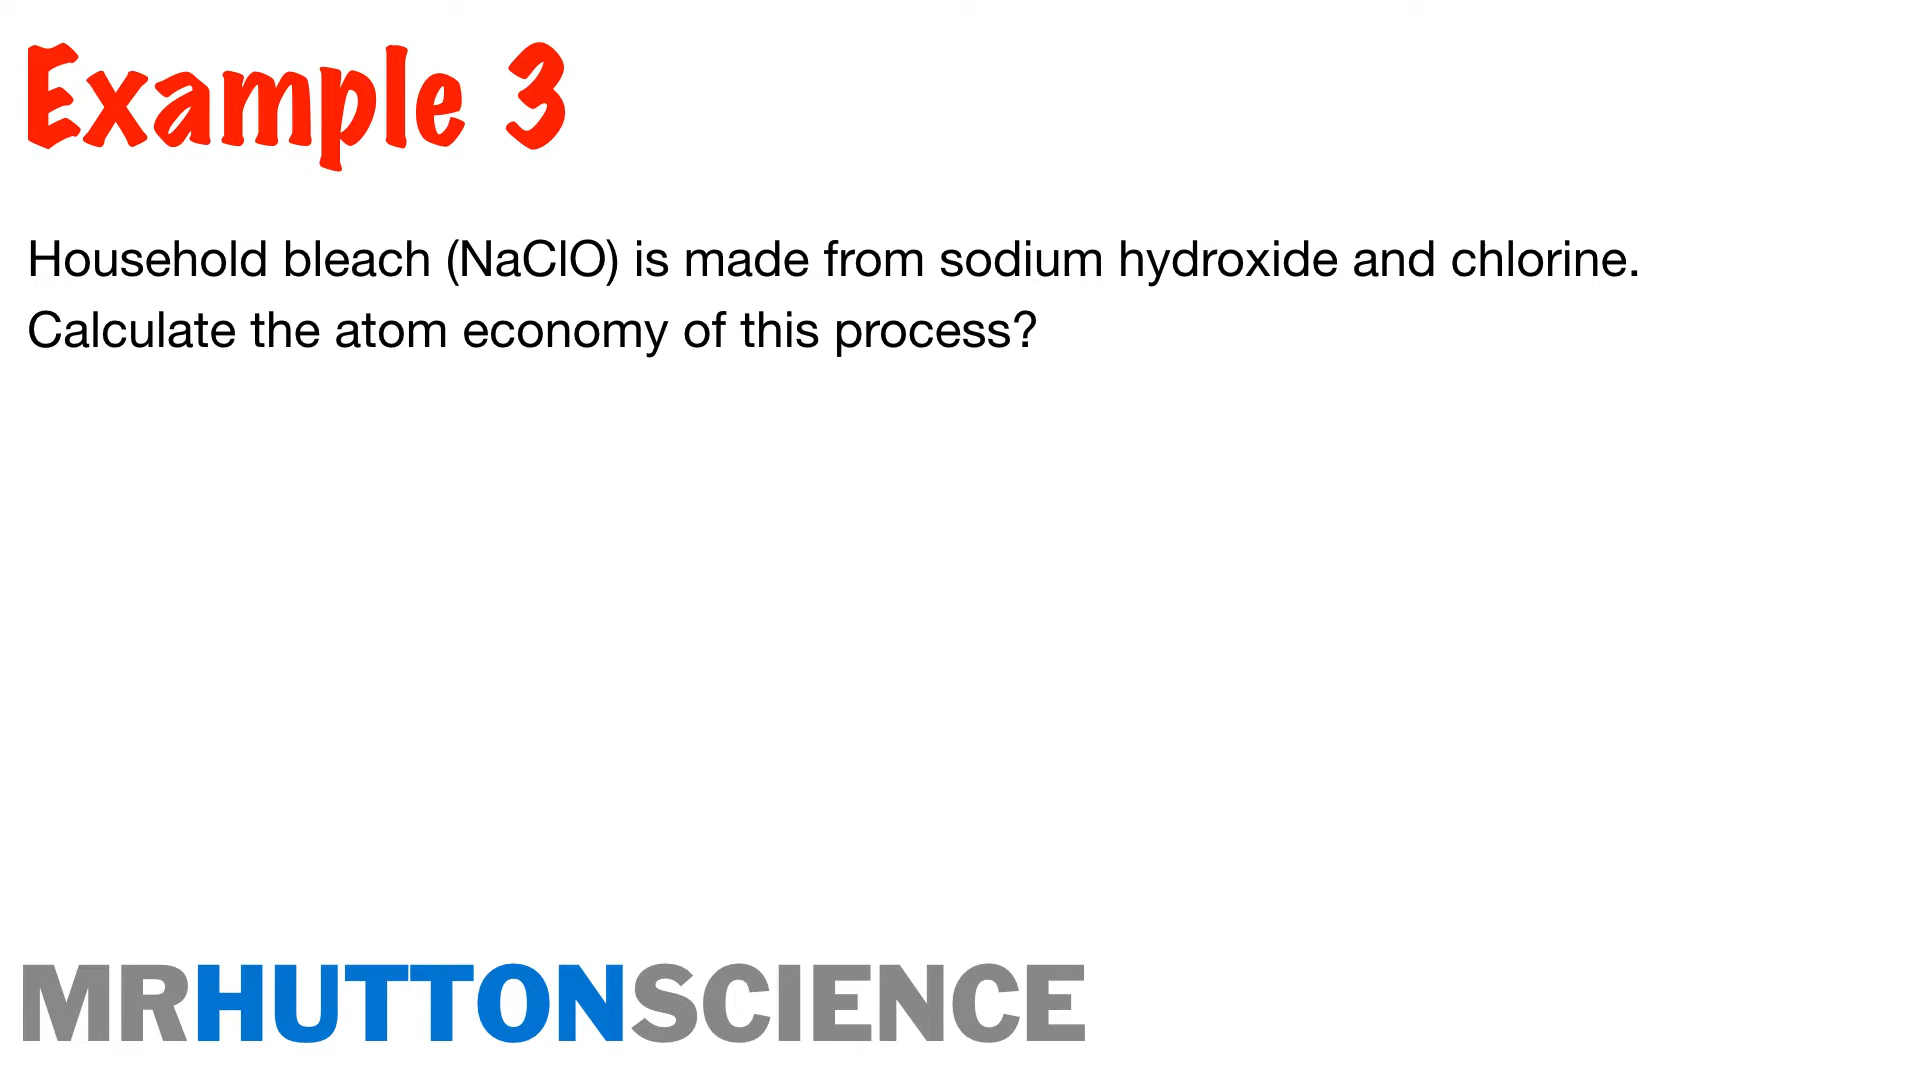 Example 3
Household bleach (NaClO) is made from sodium hydroxide and chlorine.
Calculate the atom economy of this process?
MRHUTTONSCIENCE